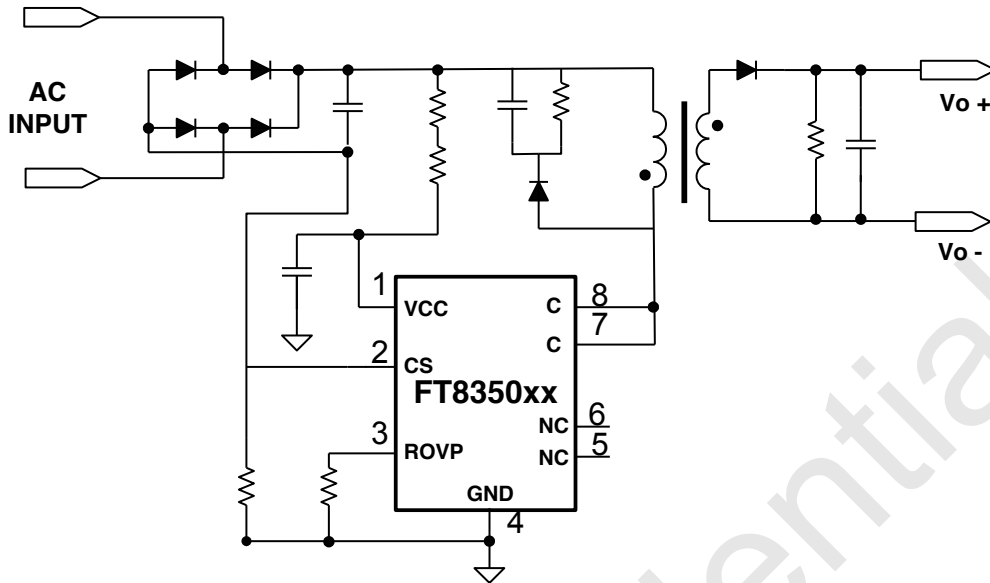 AC
INPUT
Vo +
Vo -
1
VCC
C
8
C
7
2
CS
FT8350xx
NC
6
3
ROVP
NC
5
GND
4
ential